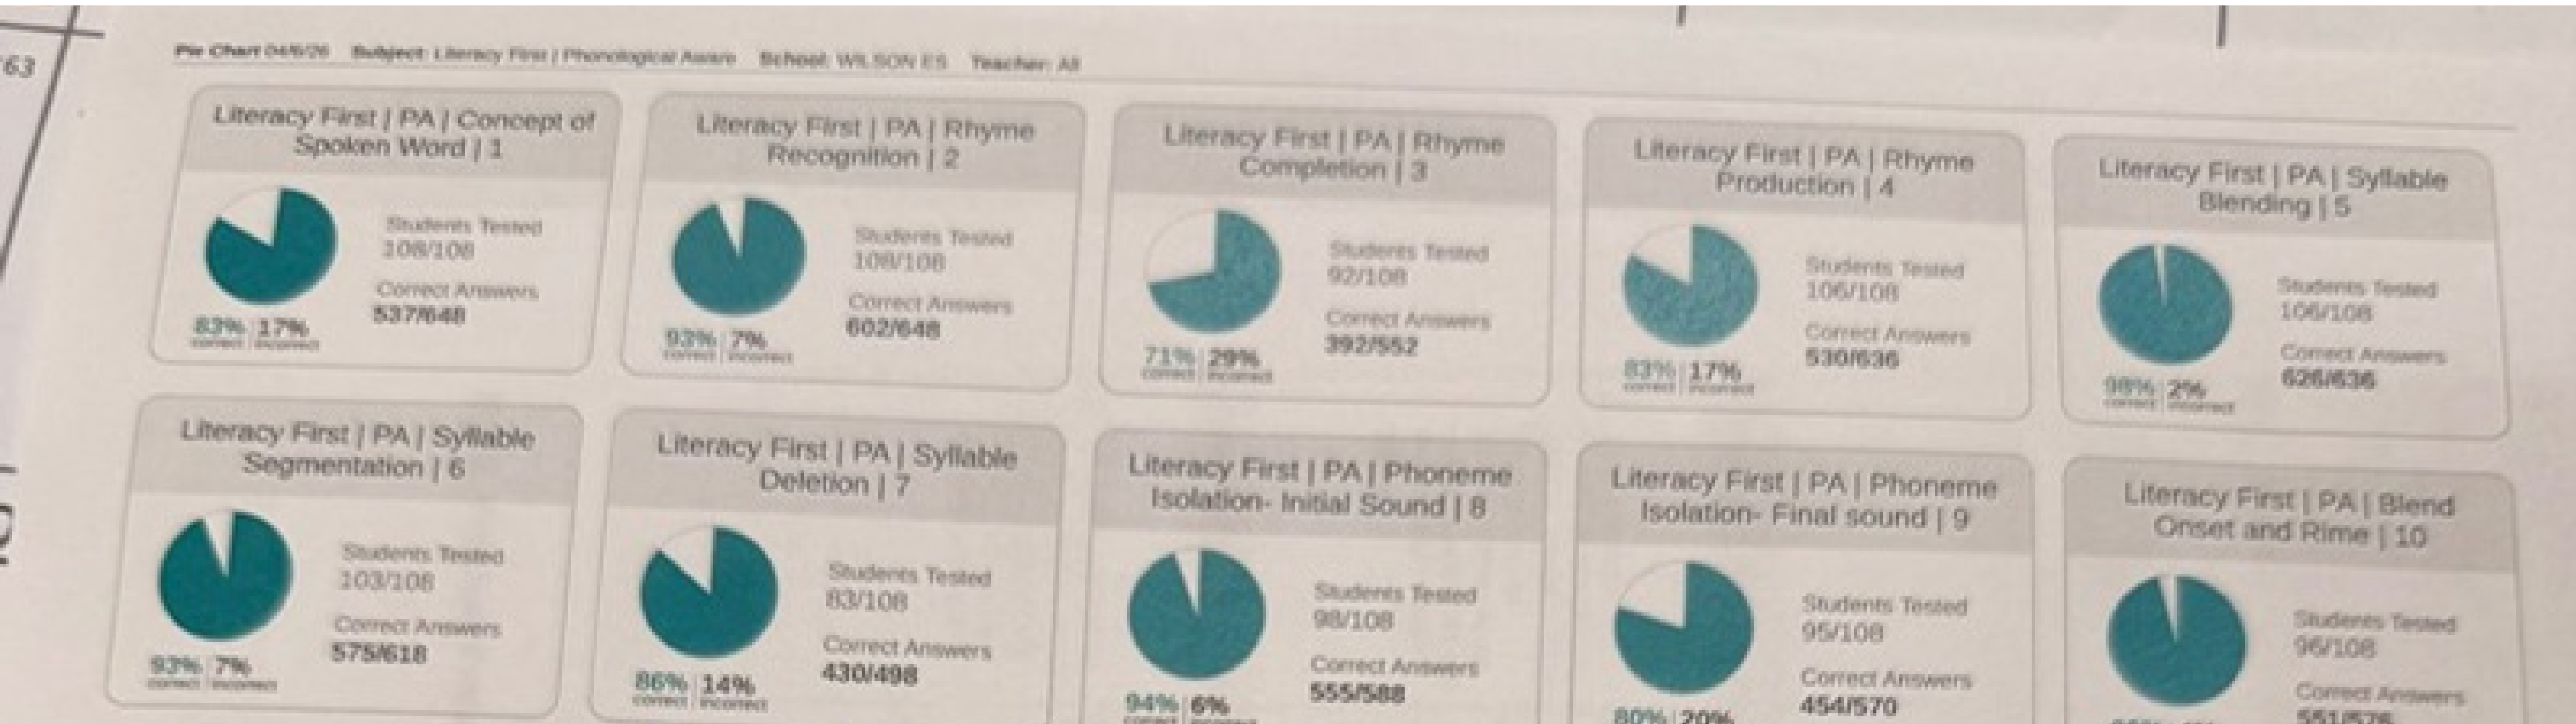 63
Pie Chart 04/6/26 Subject: Literacy First | Phonological Aware School: WILSON ES Teacher: All
Literacy First | PA | Concept of
Spoken Word | 1
Students Tested
108/108
Correct Answers
537/648
83% 17%
correct incorrect
Literacy First | PA | Rhyme
Recognition | 2
Students Tested
108/108
Correct Answers
602/648
93% 7%
correct incorrect
Literacy First | PA | Rhyme
Completion | 3
Students Tested
92/108
Correct Answers
392/552
71% 29%
correct incorrect
Literacy First | PA | Rhyme
Production | 4
Students Tested
106/108
Correct Answers
530/636
83% 17%
correct incorrect
Literacy First | PA | Syllable
Blending | 5
Students Tested
106/108
Correct Answers
626/636
98% 2%
correct incorrect
Literacy First | PA | Syllable
Segmentation | 6
Students Tested
103/108
Correct Answers
575/618
93% 7%
correct incorrect
Literacy First | PA | Syllable
Deletion | 7
Students Tested
83/108
Correct Answers
430/498
86% 14%
correct incorrect
Literacy First | PA | Phoneme
Isolation- Initial Sound | 8
Students Tested
98/108
Correct Answers
555/588
94% 6%
correct incorrect
Literacy First | PA | Phoneme
Isolation- Final sound | 9
Students Tested
95/108
Correct Answers
454/570
80% 20%
Literacy First | PA | Blend
Onset and Rime | 10
Students Tested
96/108
Correct Answers
551/576